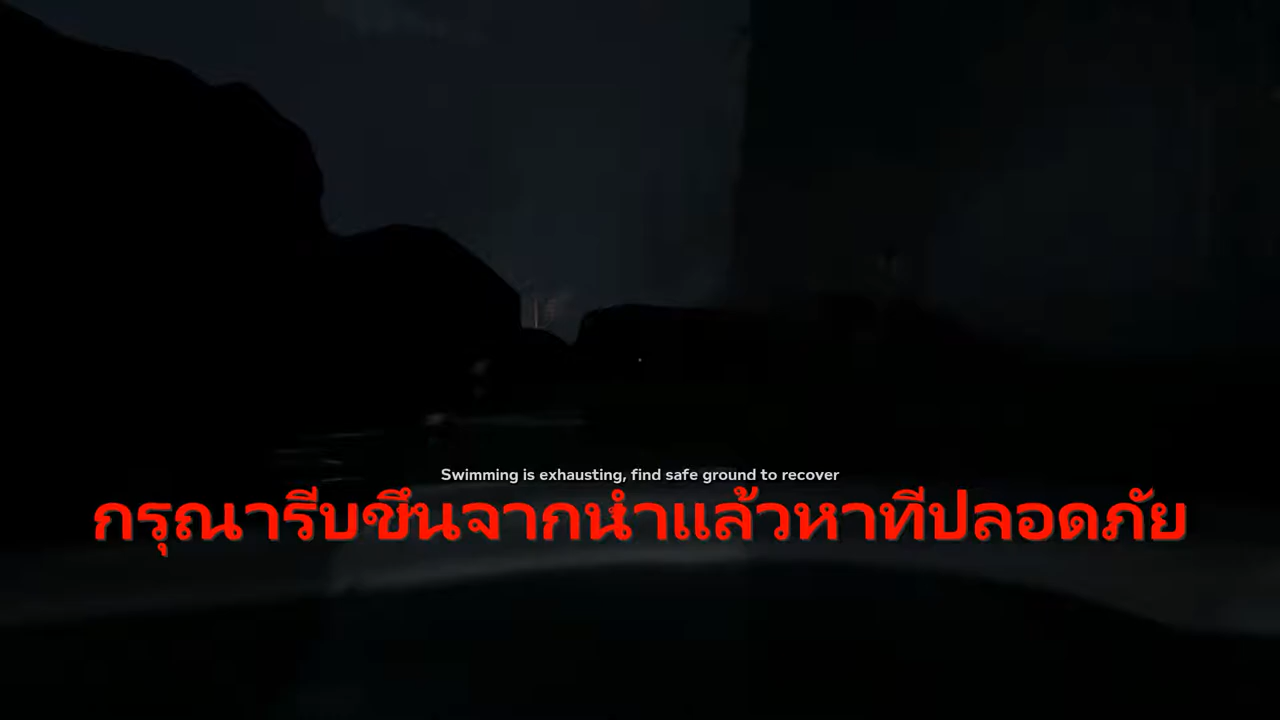 Swimming is exhausting, find safe ground to recover
กรุณารีบขึ้นจากน้ำแล้วหาที่ปลอดภัย